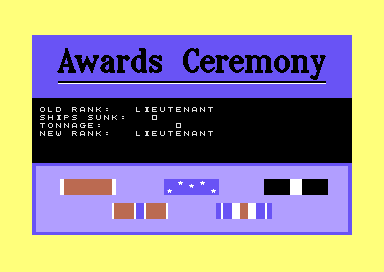 Awards Ceremony
OLD RANK: LIEUTENANT
SHIPS SUNK: 0
TONNAGE: 0
NEW RANK: LIEUTENANT